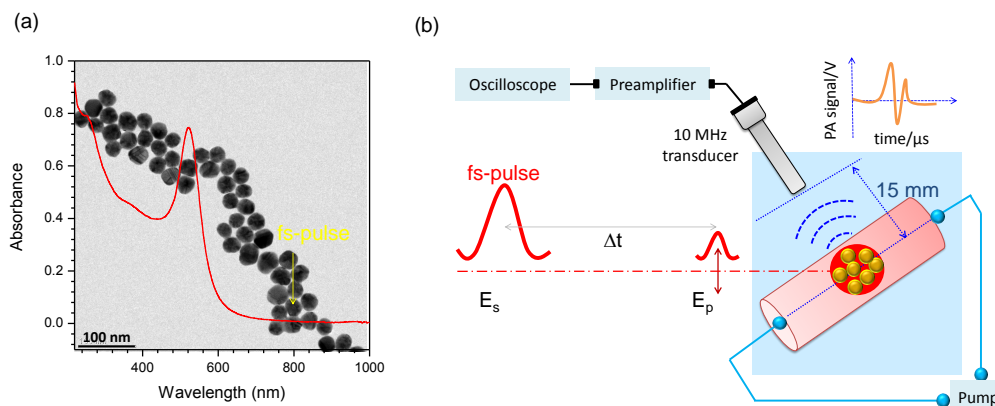 (a)
1.0
0.8
0.6
0.4
0.2
0.0
Absorbance
fs-pulse
100 nm
400
600
800
1000
Wavelength (nm)
(b)
Oscilloscope
Preamplifier
10 MHz
transducer
PA signal/V
time/µs
fs-pulse
15 mm
Δt
Es
Ep
Pump